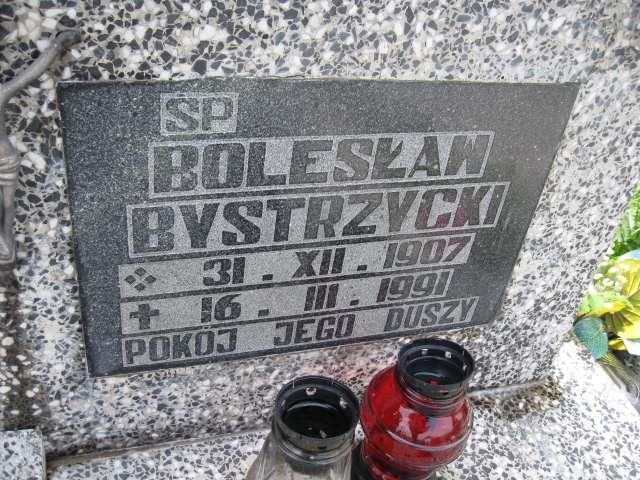 SP
BOLESŁAW
BYSTRZYCKI
31. XII. 1907
16. III. 1991
POKÓJ JEGO DUSZY